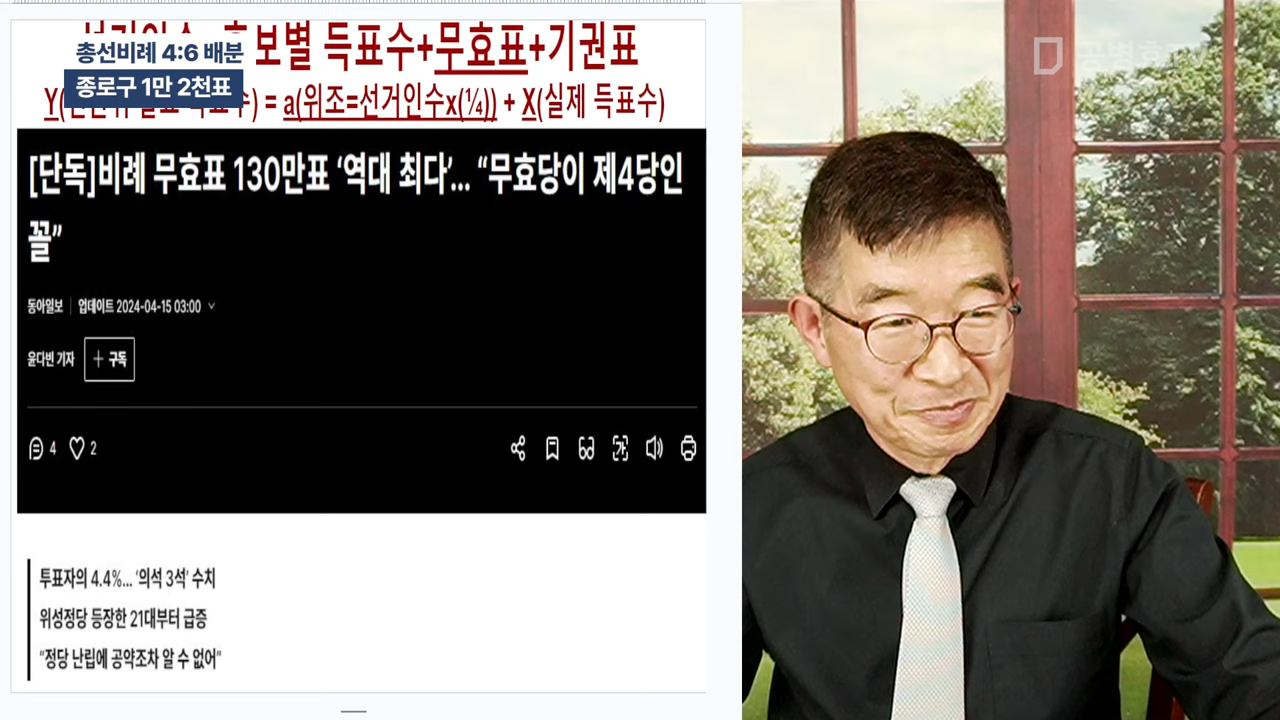 총선비례 4:6 배분
종로구 1만 2천표
보별 득표수+무효표+기권표
= a(위조=선거인수x(¼)) + X(실제 득표수)
[단독]비례 무효표 130만표 ‘역대 최다’... “무효당이 제4당인
꼴”
동아일보 업데이트 2024-04-15 03:00
윤다빈 기자 + 구독
4 2
투표자의 4.4%... ‘의석 3석’ 수치
위성정당 등장한 21대부터 급증
“정당 난립에 공약조차 알 수 없어”